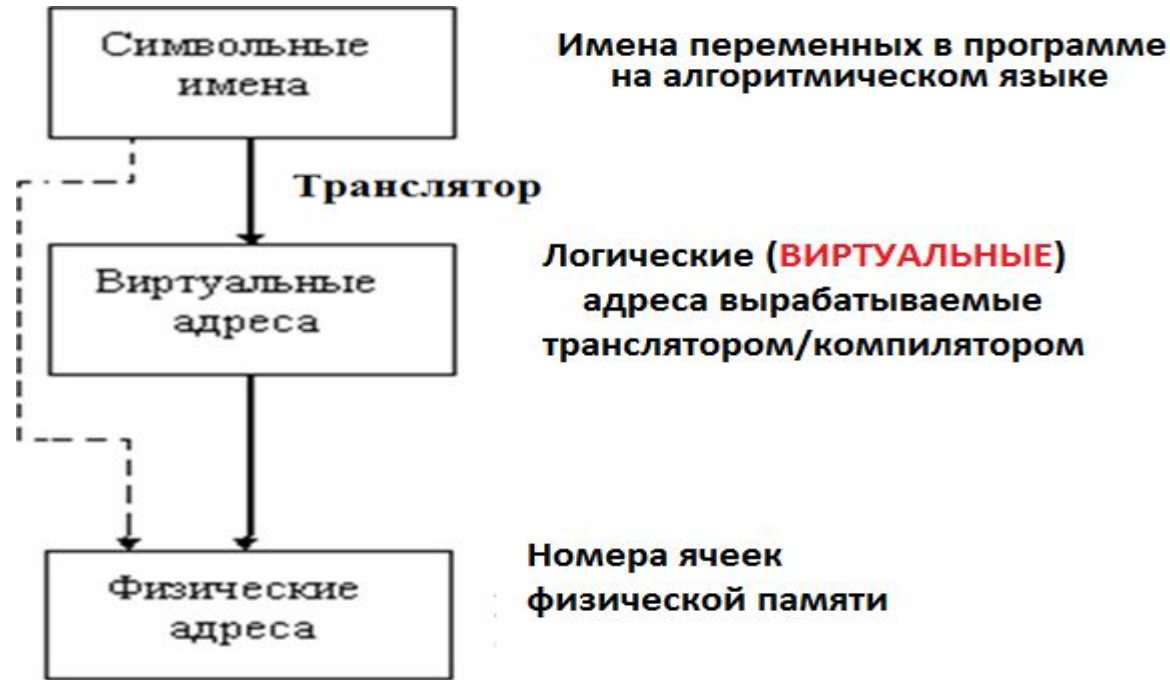 Символьные
имена
Имена переменных в программе
на алгоритмическом языке
Транслятор
Виртуальные
адреса
Логические (ВИРТУАЛЬНЫЕ)
адреса вырабатываемые
транслятором/компилятором
Физические
адреса
Номера ячеек
физической памяти